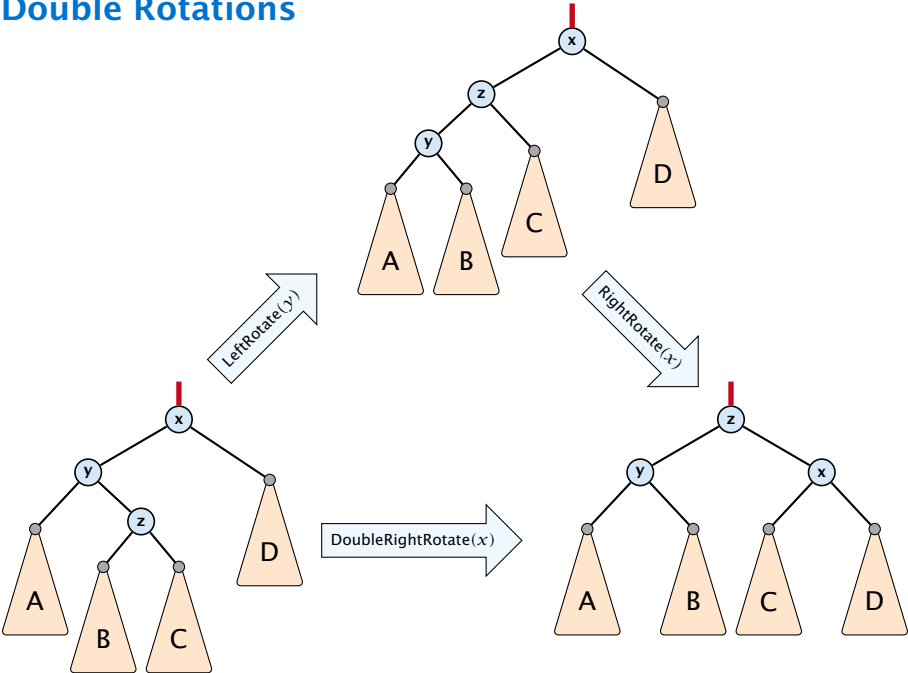 Double Rotations
x
z
y
D
C
A
B
LeftRotate(y)
RightRotate(x)
x
y
z
D
A
B
C
DoubleRightRotate(x)
z
y
x
A
B
C
D